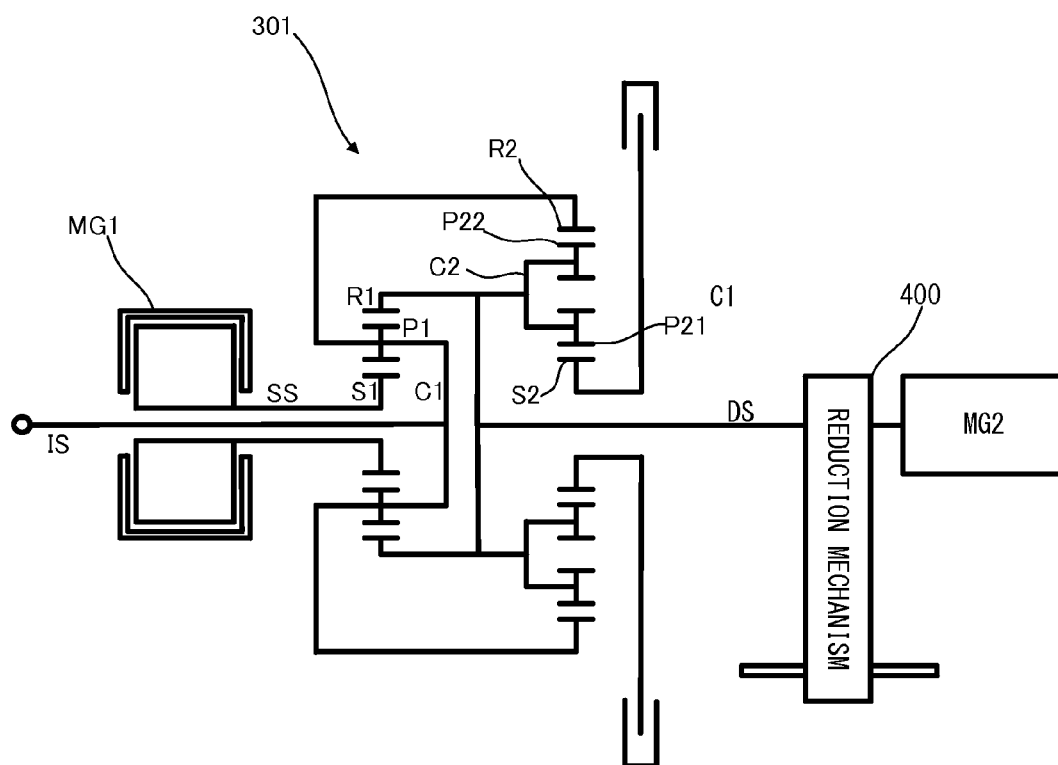 301
R2
MG1
P22
C2
C1
400
R1
P1
P21
SS
S1
C1
S2
DS
MG2
IS
REDUCTION MECHANISM